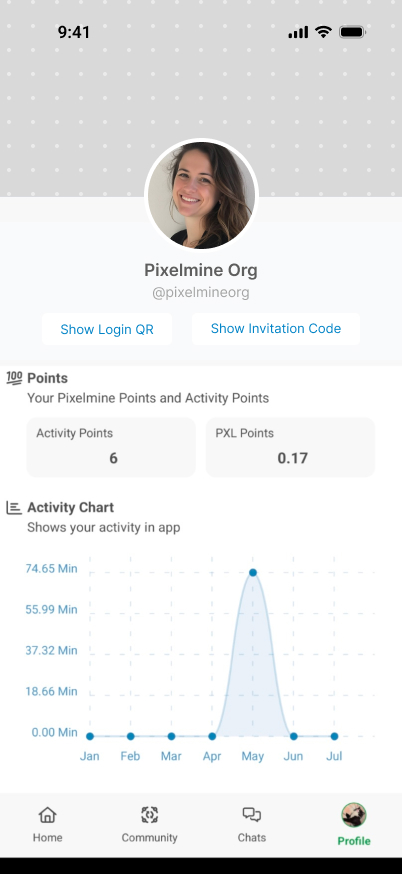 9:41
Pixelmine Org
@pixelmineorg
Show Login QR
Show Invitation Code
100 Points
Your Pixelmine Points and Activity Points
Activity Points
PXL Points
6
0.17
Activity Chart
Shows your activity in app
74.65 Min
55.99 Min
37.32 Min
18.66 Min
0.00 Min
Jan Feb Mar Apr May Jun Jul
Home Community Chats Profile